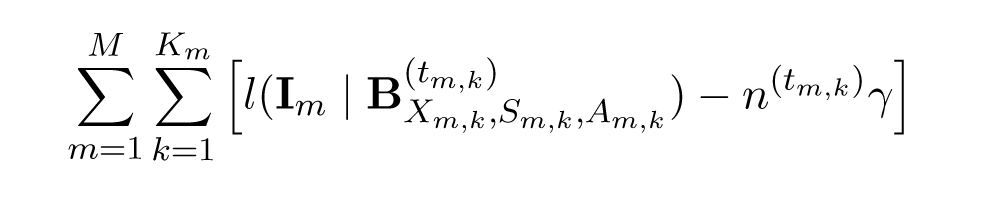 \sum_{m=1}^{M} \sum_{k=1}^{K_m} \left[ l(\mathbf{I}_m \mid \mathbf{B}_{X_{m,k},S_{m,k},A_{m,k}}^{(t_{m,k})}) - n^{(t_{m,k})} \gamma \right]